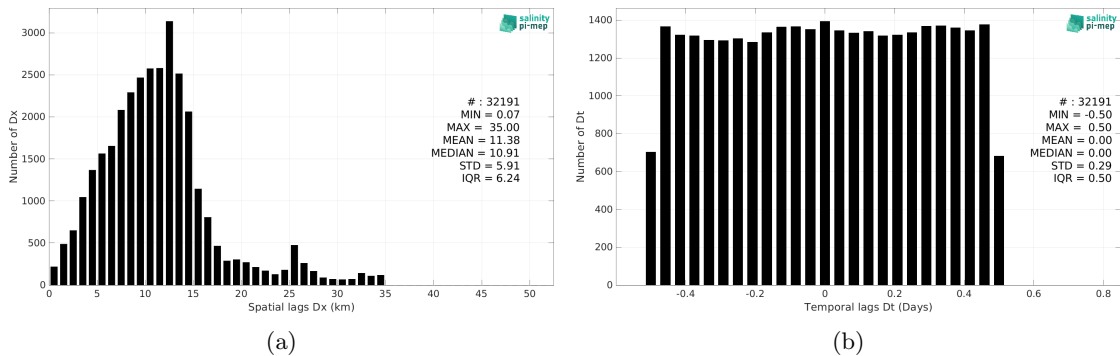 3000
2500
2000
1500
1000
500
0
Number of Dx
0 5 10 15 20 25 30 35 40 45 50
Spatial lags Dx (km)
salinity
pi-mep
# : 32191
MIN = 0.07
MAX = 35.00
MEAN = 11.38
MEDIAN = 10.91
STD = 5.91
IQR = 6.24
(a)
1400
1200
1000
800
600
400
200
0
Number of Dt
-0.4 -0.2 0 0.2 0.4 0.6 0.8
Temporal lags Dt (Days)
salinity
pi-mep
# : 32191
MIN = -0.50
MAX = 0.50
MEAN = 0.00
MEDIAN = 0.00
STD = 0.29
IQR = 0.50
(b)